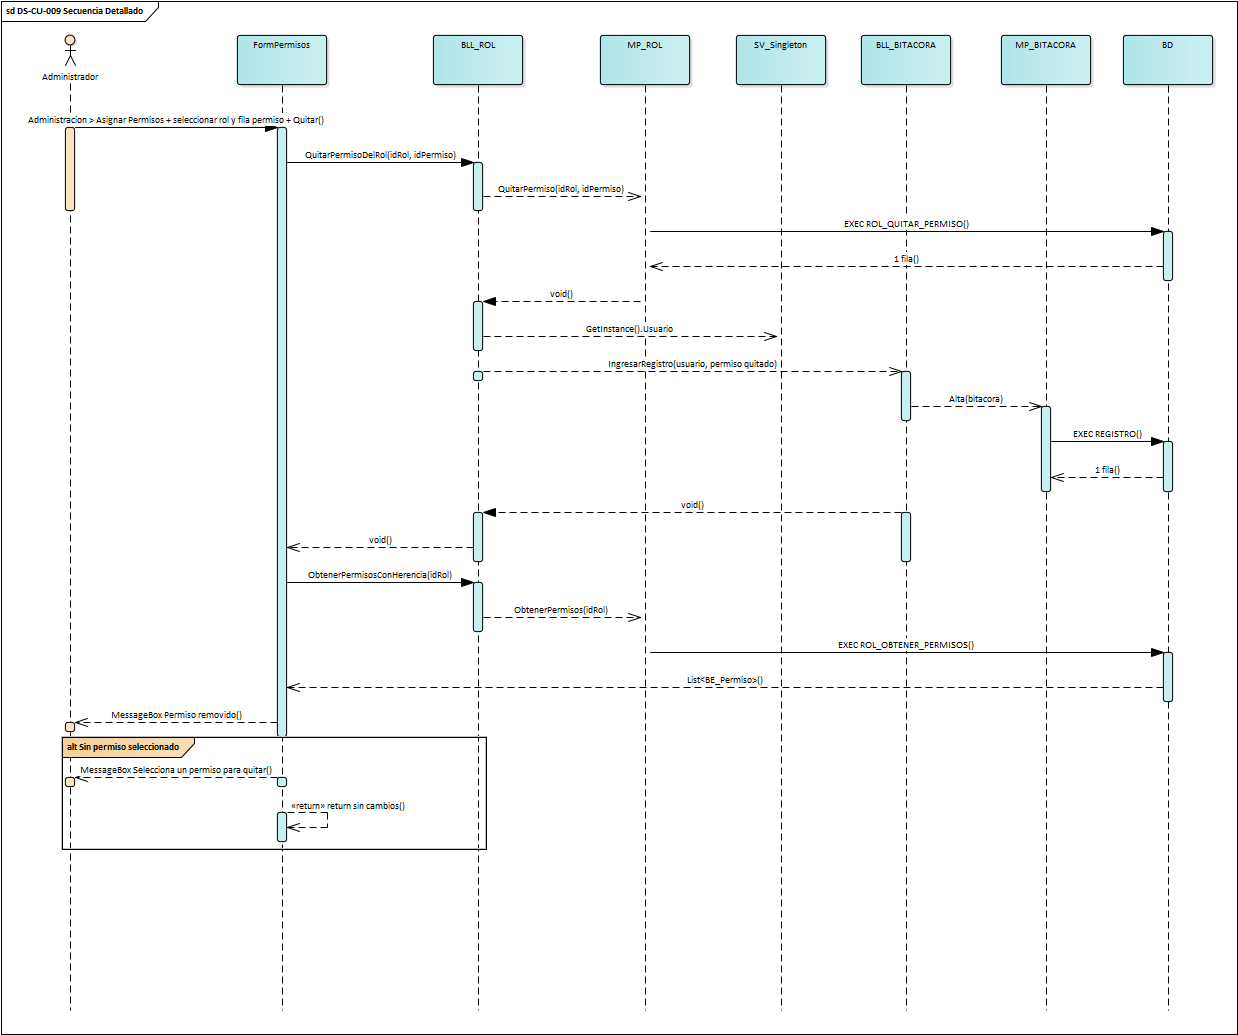 sd DS-CU-009 Secuencia Detallado
Administrador
FormPermisos
BLL_ROL
MP_ROL
SV_Singleton
BLL_BITACORA
MP_BITACORA
BD
Administracion > Asignar Permisos + seleccionar rol y fila permiso + Quitar()
QuitarPermisoDelRol(idRol, idPermiso)
QuitarPermiso(idRol, idPermiso)
EXEC ROL_QUITAR_PERMISO()
1 fila()
void()
GetInstance().Usuario
IngresarRegistro(usuario, permiso quitado)
Alta(bitacora)
EXEC REGISTRO()
1 fila()
void()
void()
ObtenerPermisosConHerencia(idRol)
ObtenerPermisos(idRol)
EXEC ROL_OBTENER_PERMISOS()
List<BE_Permiso>()
MessageBox Permiso removido()
alt Sin permiso seleccionado
MessageBox Selecciona un permiso para quitar()
«return» return sin cambios()